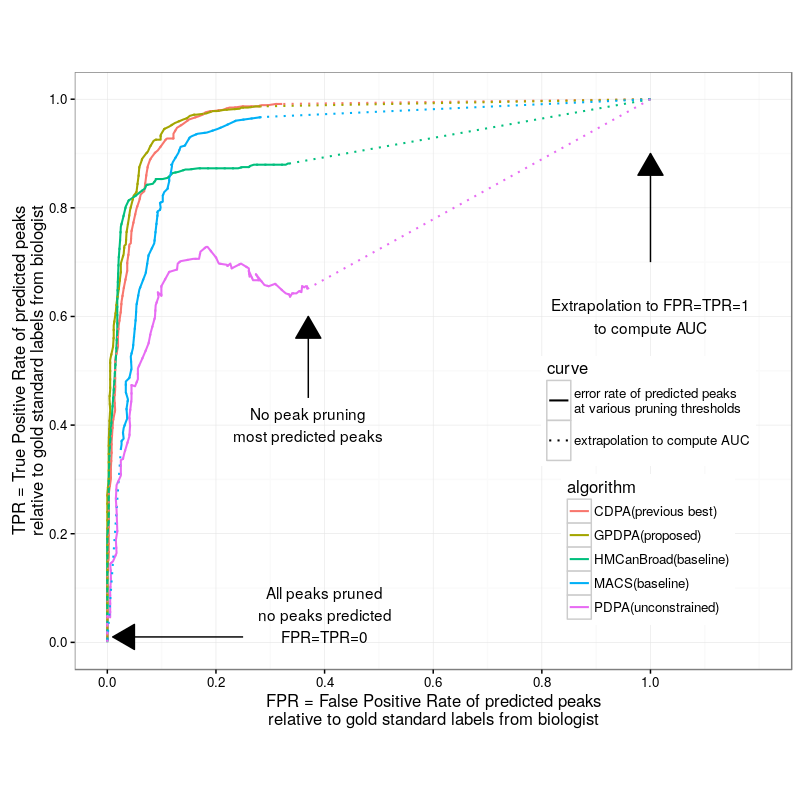 1.0
0.8
0.6
0.4
0.2
0.0
TPR = True Positive Rate of predicted peaks
relative to gold standard labels from biologist
Extrapolation to FPR=TPR=1
to compute AUC
No peak pruning
most predicted peaks
curve
error rate of predicted peaks
at various pruning thresholds
extrapolation to compute AUC
algorithm
CDPA(previous best)
GPDPA(proposed)
HMCanBroad(baseline)
MACS(baseline)
PDPA(unconstrained)
All peaks pruned
no peaks predicted
FPR=TPR=0
0.0
0.2
0.4
0.6
0.8
1.0
FPR = False Positive Rate of predicted peaks
relative to gold standard labels from biologist